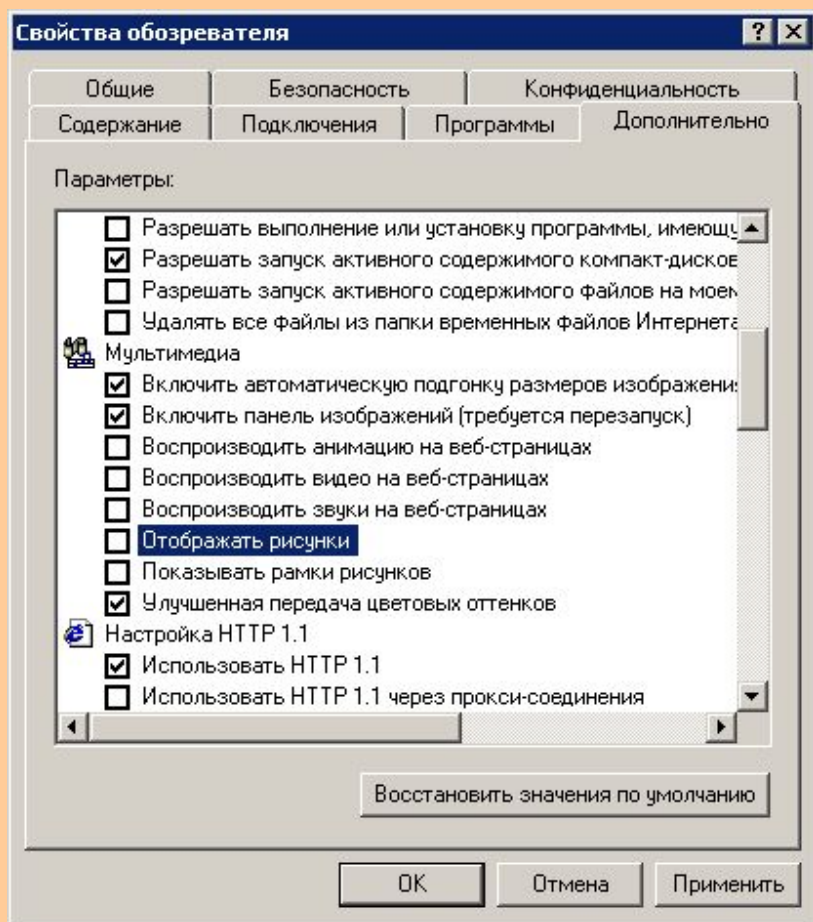 Свойства обозревателя
Общие
Безопасность
Конфиденциальность
Содержание
Подключения
Программы
Дополнительно
Параметры:
Разрешать выполнение или установку программы, имеющу
Разрешать запуск активного содержимого компакт-дисков
Разрешать запуск активного содержимого файлов на моем
Удалять все файлы из папки временных файлов Интернета
Мультимедиа
Включить автоматическую подгонку размеров изображени
Включить панель изображений (требуется перезапуск)
Воспроизводить анимацию на веб-страницах
Воспроизводить видео на веб-страницах
Воспроизводить звуки на веб-страницах
Отображать рисунки
Показывать рамки рисунков
Улучшенная передача цветовых оттенков
Настройка HTTP 1.1
Использовать HTTP 1.1
Использовать HTTP 1.1 через прокси-соединения
Восстановить значения по умолчанию
OK
Отмена
Применить